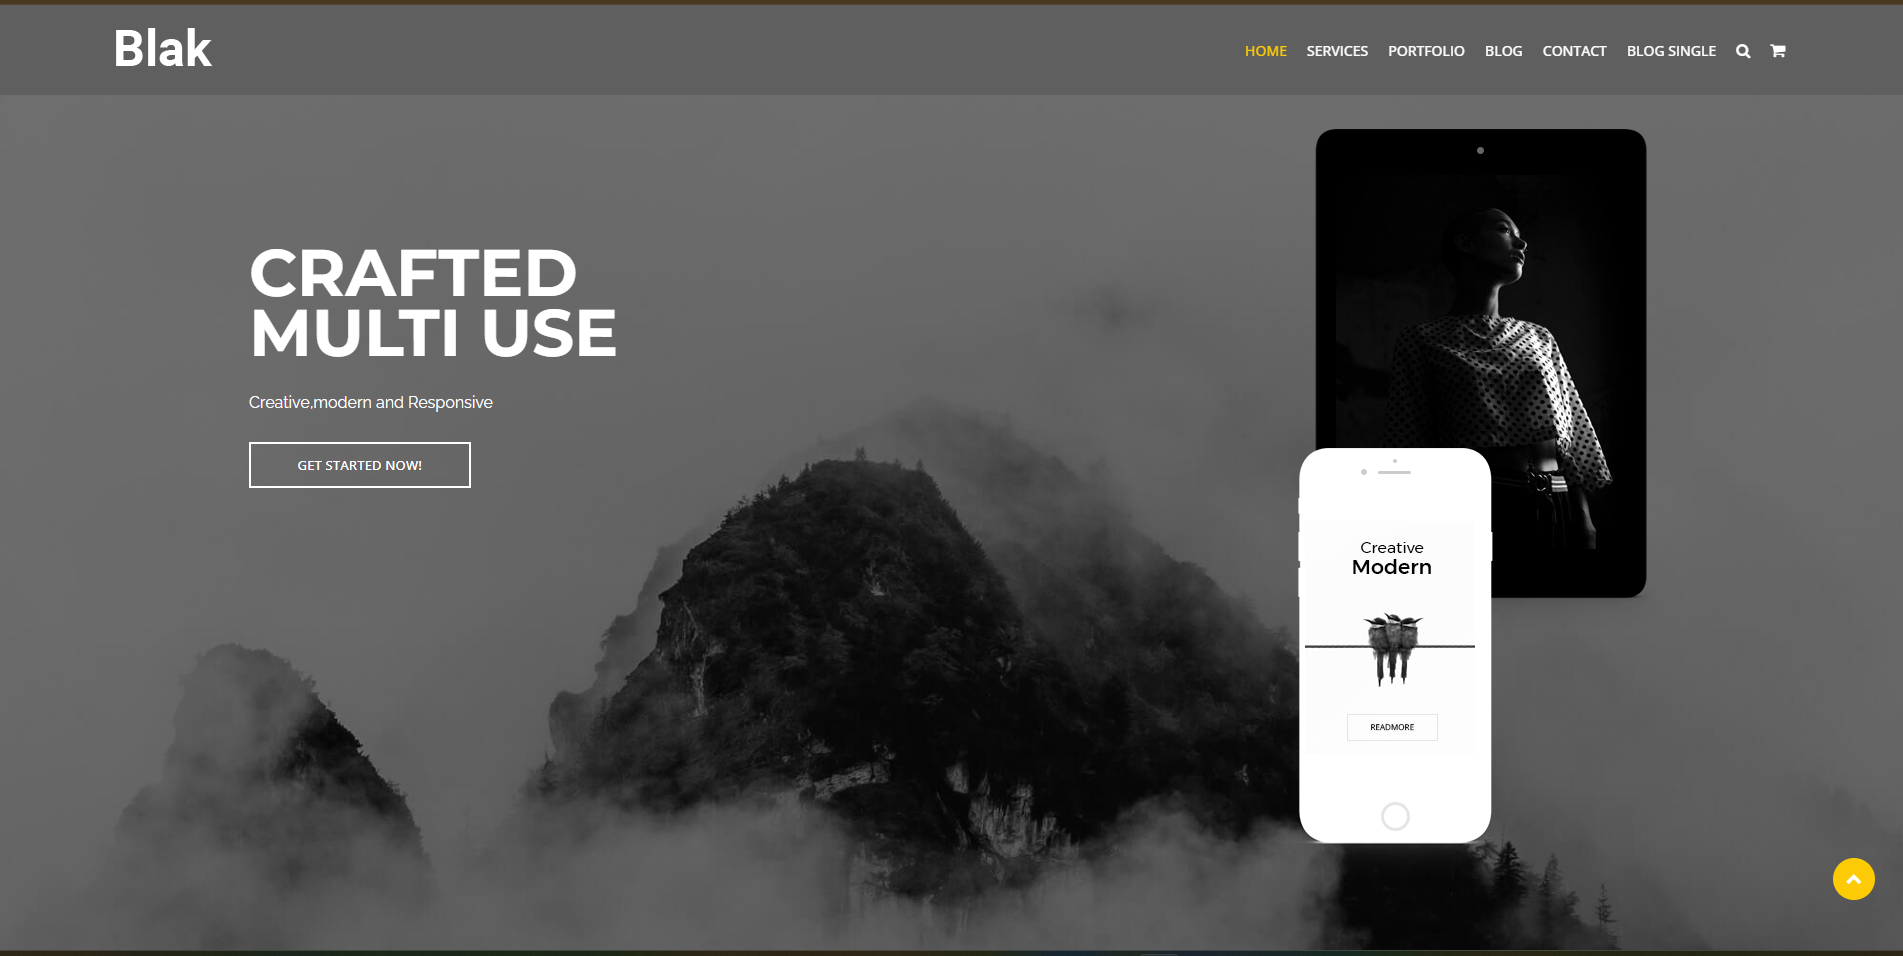 Blak
HOME SERVICES PORTFOLIO BLOG CONTACT BLOG SINGLE
CRAFTED
MULTI USE
Creative,modern and Responsive
GET STARTED NOW!
Creative
Modern
READMORE